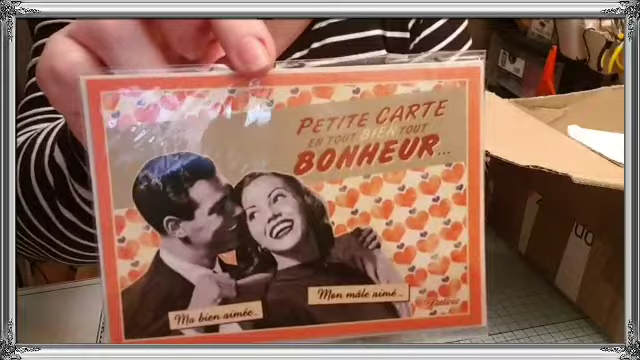 PETITE CARTE
EN TOUT BIEN TOUT
BONHEUR...
Ma bien aimée...
Mon mâle aimé...